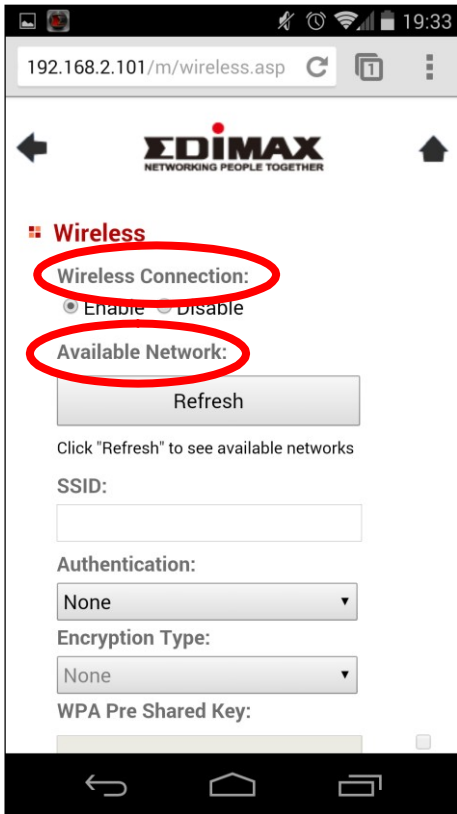 19:33
192.168.2.101/m/wireless.asp 1
EDIMAX
NETWORKING PEOPLE TOGETHER
Wireless
Wireless Connection:
Enable Disable
Available Network:
Refresh
Click "Refresh" to see available networks
SSID:
Authentication:
None
Encryption Type:
None
WPA Pre Shared Key: